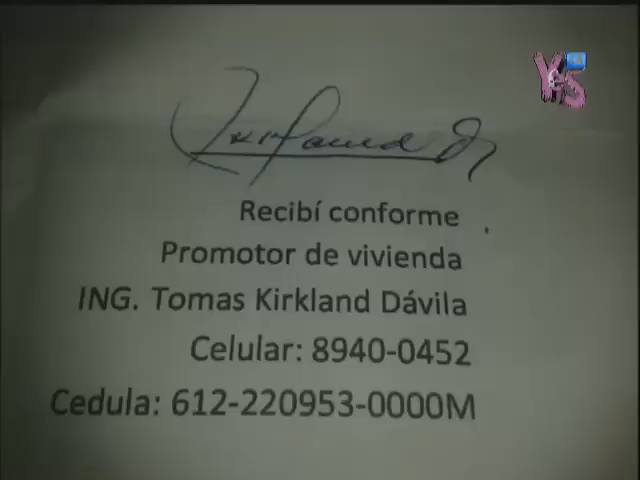 Recibí conforme
Promotor de vivienda
ING. Tomas Kirkland Dávila
Celular: 8940-0452
Cedula: 612-220953-0000M